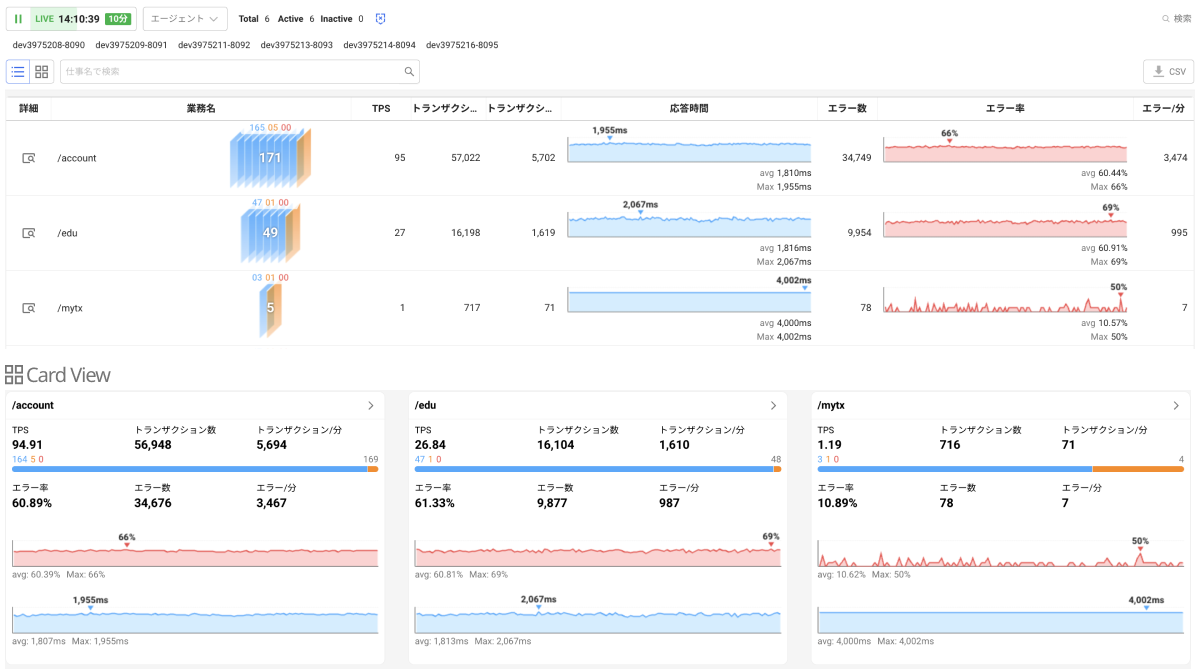 LIVE 14:10:39 10分 エージェント Total 6 Active 6 Inactive 0 検索
dev3975208-8090 dev3975209-8091 dev3975211-8092 dev3975213-8093 dev3975214-8094 dev3975216-8095
仕事名で検索 CSV
詳細 業務名 TPS トランザクシ... トランザクシ... 応答時間 エラー数 エラー率 エラー/分
165 05 00 1,955ms 66%
/account 171 95 57,022 5,702 34,749 3,474
avg 1,810ms avg 60.44%
Max 1,955ms Max 66%
47 01 00 2,067ms 69%
/edu 49 27 16,198 1,619 9,954 995
avg 1,816ms avg 60.91%
Max 2,067ms Max 69%
03 01 00 4,002ms 50%
/mytx 5 1 717 71 78 7
avg 4,000ms avg 10.57%
Max 4,002ms Max 50%
Card View
/account
TPS トランザクション数 トランザクション/分
94.91 56,948 5,694
164 5 0 169
エラー率 エラー数 エラー/分
60.89% 34,676 3,467
66%
avg: 60.39% Max: 66%
1,955ms
avg: 1,807ms Max: 1,955ms
/edu
TPS トランザクション数 トランザクション/分
26.84 16,104 1,610
47 1 0 48
エラー率 エラー数 エラー/分
61.33% 9,877 987
69%
avg: 60.81% Max: 69%
2,067ms
avg: 1,813ms Max: 2,067ms
/mytx
TPS トランザクション数 トランザクション/分
1.19 716 71
3 1 0 4
エラー率 エラー数 エラー/分
10.89% 78 7
50%
avg: 10.62% Max: 50%
4,002ms
avg: 4,000ms Max: 4,002ms